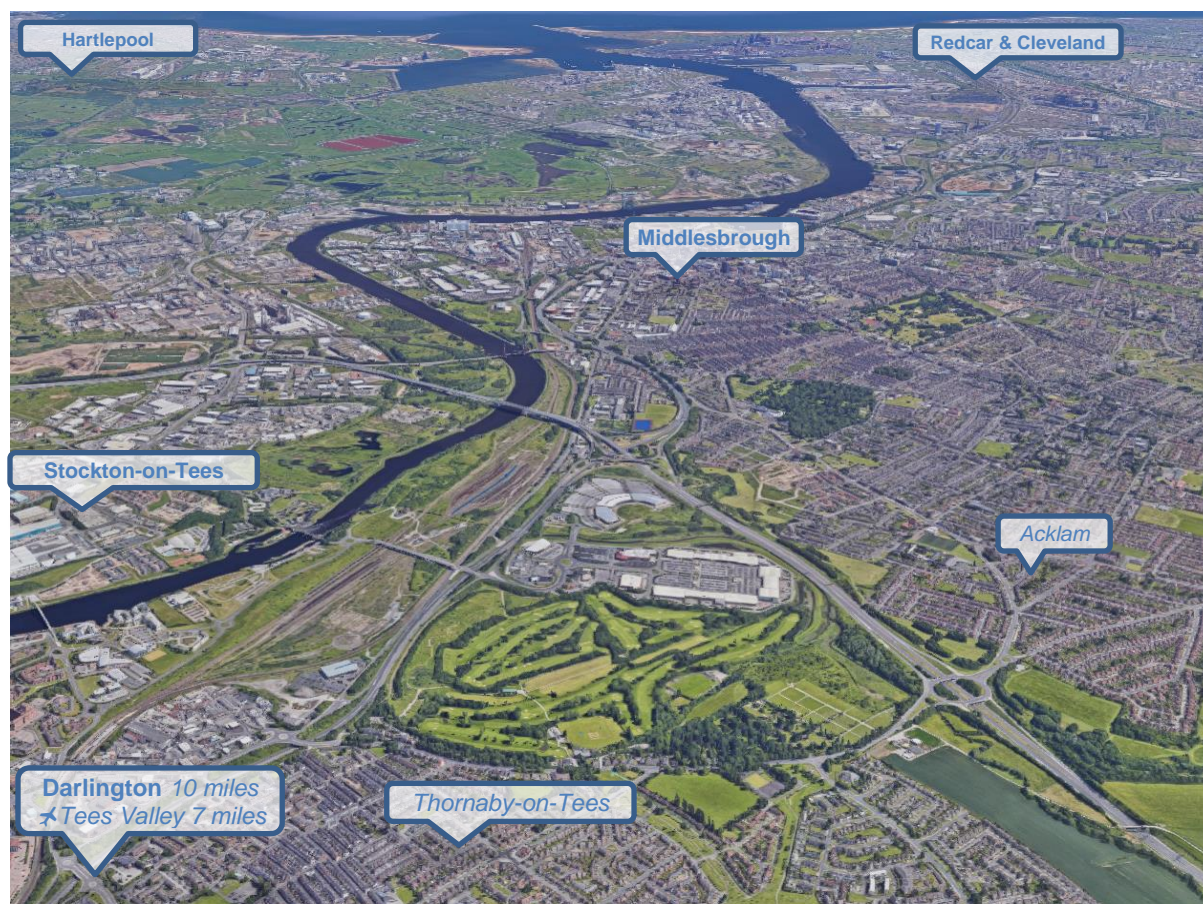 Hartlepool
Redcar & Cleveland
Middlesbrough
Stockton-on-Tees
Acklam
Darlington 10 miles
Tees Valley 7 miles
Thornaby-on-Tees